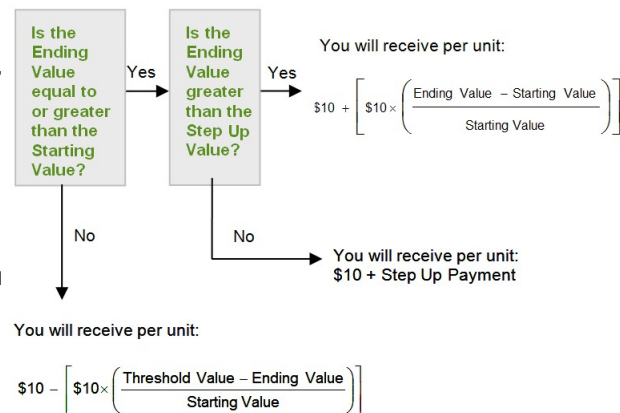 Is the
Ending
Value
equal to
or greater
than the
Starting
Value?
Yes
Is the
Ending
Value
greater
than the
Step Up
Value?
Yes
You will receive per unit:
$10 + [ $10 × ( Ending Value – Starting Value
Starting Value ) ]
No
No
You will receive per unit:
$10 + Step Up Payment
You will receive per unit:
$10 – [ $10× ( Threshold Value – Ending Value
Starting Value ) ]